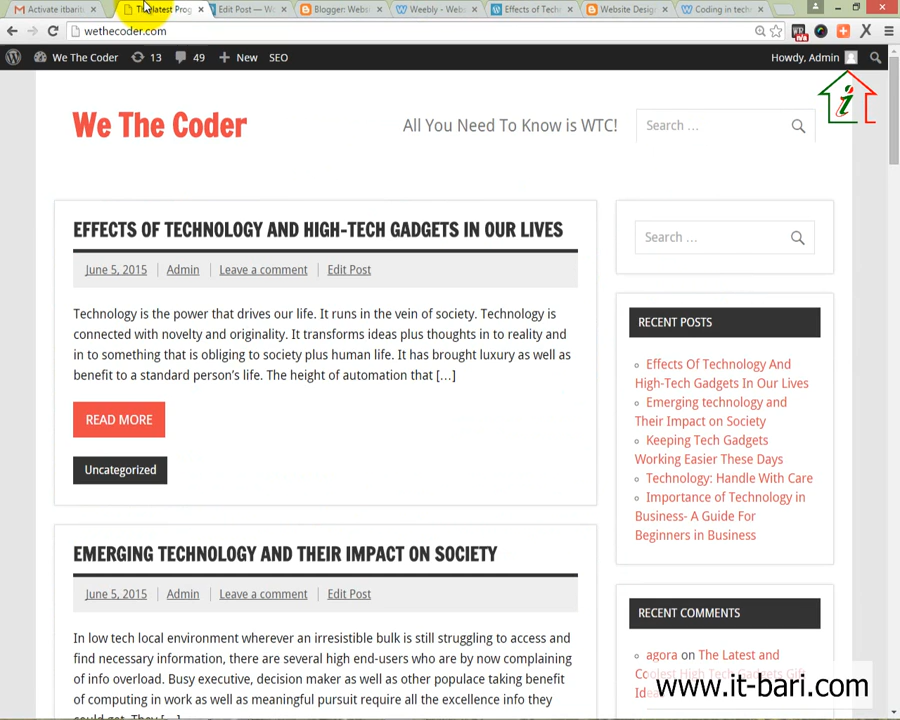 Activate itbarit
The latest Prog
Edit Post — Wo
Blogger: Websi
Weebly - Webs
Effects of Techn
Website Design
Coding in techn
wethecoder.com
We The Coder
13
49
New
SEO
Howdy, Admin
We The Coder
All You Need To Know is WTC!
Search …
EFFECTS OF TECHNOLOGY AND HIGH-TECH GADGETS IN OUR LIVES
June 5, 2015
Admin
Leave a comment
Edit Post
Technology is the power that drives our life. It runs in the vein of society. Technology is
connected with novelty and originality. It transforms ideas plus thoughts in to reality and
in to something that is obliging to society plus human life. It has brought luxury as well as
benefit to a standard person's life. The height of automation that […]
READ MORE
Uncategorized
EMERGING TECHNOLOGY AND THEIR IMPACT ON SOCIETY
June 5, 2015
Admin
Leave a comment
Edit Post
In low tech local environment wherever an irresistible bulk is still struggling to access and
find necessary information, there are several high end-users who are by now complaining
of info overload. Busy executive, decision maker as well as other populace taking benefit
of computing in work as well as meaningful pursuit require all the excellence info they
could get. They […]
Search …
RECENT POSTS
Effects Of Technology And
High-Tech Gadgets In Our Lives
Emerging technology and
Their Impact on Society
Keeping Tech Gadgets
Working Easier These Days
Technology: Handle With Care
Importance of Technology in
Business- A Guide For
Beginners in Business
RECENT COMMENTS
agora on The Latest and
Coolest High Tech Gadgets Gift
www.it-bari.com